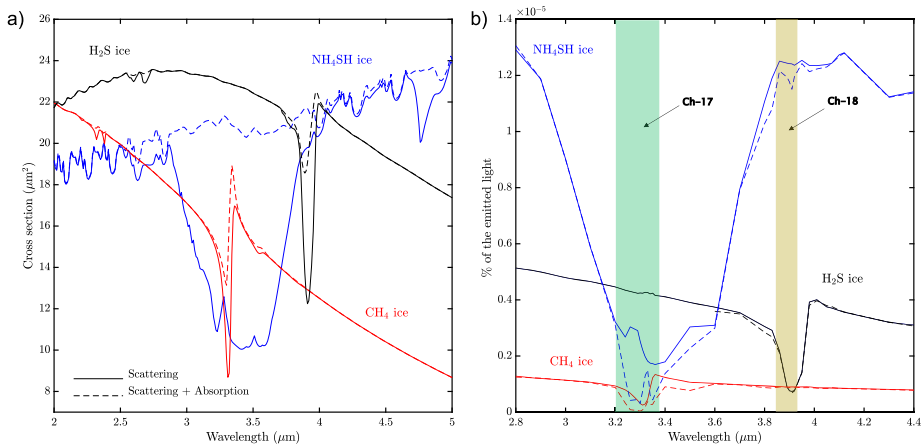 a)
Cross section (μm²)
26
24
22
20
18
16
14
12
10
8
H₂S ice
NH₄SH ice
CH₄ ice
Scattering
Scattering + Absorption
2
2.5
3
3.5
4
4.5
5
Wavelength (μm)
b)
×10⁻⁵
% of the emitted light
1.4
1.2
1
0.8
0.6
0.4
0.2
0
NH₄SH ice
Ch–17
Ch–18
H₂S ice
CH₄ ice
2.8
3
3.2
3.4
3.6
3.8
4
4.2
4.4
Wavelength (μm)